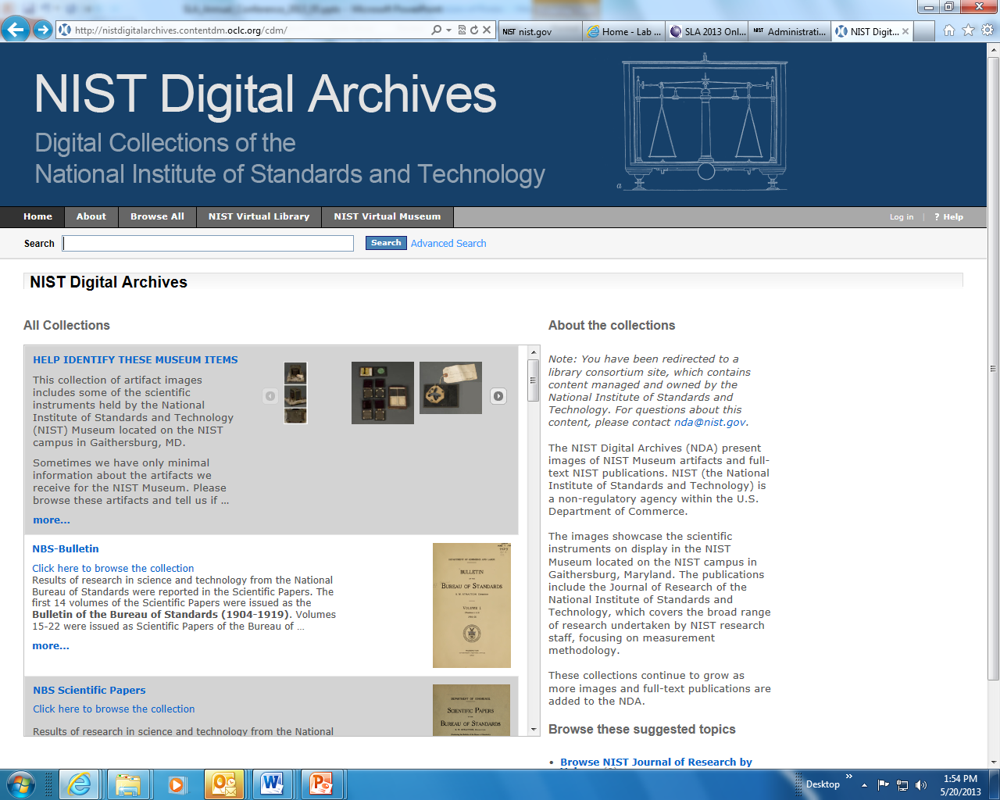 http://nistdigitalarchives.contentdm.oclc.org/cdm/
NIST nist.gov
Home - Lab ...
SLA 2013 Onl...
NIST Administrati...
NIST Digit...
NIST Digital Archives
Digital Collections of the
National Institute of Standards and Technology
a
Home About Browse All NIST Virtual Library NIST Virtual Museum Log in | ? Help
Search Search Advanced Search
NIST Digital Archives
All Collections
HELP IDENTIFY THESE MUSEUM ITEMS
This collection of artifact images
includes some of the scientific
instruments held by the National
Institute of Standards and Technology
(NIST) Museum located on the NIST
campus in Gaithersburg, MD.
Sometimes we have only minimal
information about the artifacts we
receive for the NIST Museum. Please
browse these artifacts and tell us if ...
more...
NBS-Bulletin
Click here to browse the collection
Results of research in science and technology from the National
Bureau of Standards were reported in the Scientific Papers. The
first 14 volumes of the Scientific Papers were issued as the
Bulletin of the Bureau of Standards (1904-1919). Volumes
15-22 were issued as Scientific Papers of the Bureau of ...
more...
DEPARTMENT OF COMMERCE AND LABOR
BULLETIN
OF THE
BUREAU OF STANDARDS
VOLUME 1
NBS Scientific Papers
Click here to browse the collection
Results of research in science and technology from the National
DEPARTMENT OF COMMERCE
SCIENTIFIC PAPERS
OF THE
BUREAU OF STANDARDS
About the collections
Note: You have been redirected to a
library consortium site, which contains
content managed and owned by the
National Institute of Standards and
Technology. For questions about this
content, please contact nda@nist.gov.
The NIST Digital Archives (NDA) present
images of NIST Museum artifacts and full-
text NIST publications. NIST (the National
Institute of Standards and Technology) is
a non-regulatory agency within the U.S.
Department of Commerce.
The images showcase the scientific
instruments on display in the NIST
Museum located on the NIST campus in
Gaithersburg, Maryland. The publications
include the Journal of Research of the
National Institute of Standards and
Technology, which covers the broad range
of research undertaken by NIST research
staff, focusing on measurement
methodology.
These collections continue to grow as
more images and full-text publications are
added to the NDA.
Browse these suggested topics
• Browse NIST Journal of Research by
Desktop
1:54 PM
5/20/2013